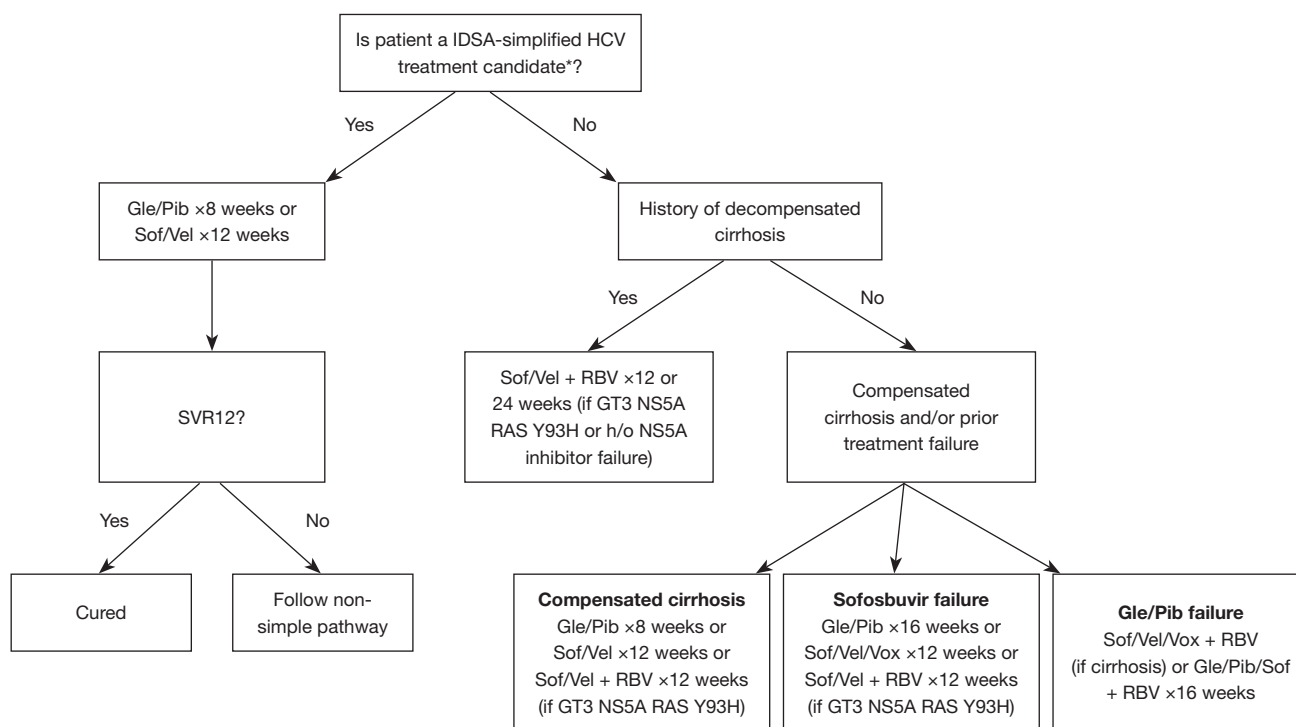 Is patient a IDSA-simplified HCV
treatment candidate*?
Yes
No
Gle/Pib ×8 weeks or
Sof/Vel ×12 weeks
History of decompensated
cirrhosis
Yes
No
SVR12?
Sof/Vel + RBV ×12 or
24 weeks (if GT3 NS5A
RAS Y93H or h/o NS5A
inhibitor failure)
Compensated
cirrhosis and/or prior
treatment failure
Yes
No
Cured
Follow non-
simple pathway
Compensated cirrhosis
Gle/Pib ×8 weeks or
Sof/Vel ×12 weeks or
Sof/Vel + RBV ×12 weeks
(if GT3 NS5A RAS Y93H)
Sofosbuvir failure
Gle/Pib ×16 weeks or
Sof/Vel/Vox ×12 weeks or
Sof/Vel + RBV ×12 weeks
(if GT3 NS5A RAS Y93H)
Gle/Pib failure
Sof/Vel/Vox + RBV
(if cirrhosis) or Gle/Pib/Sof
+ RBV ×16 weeks